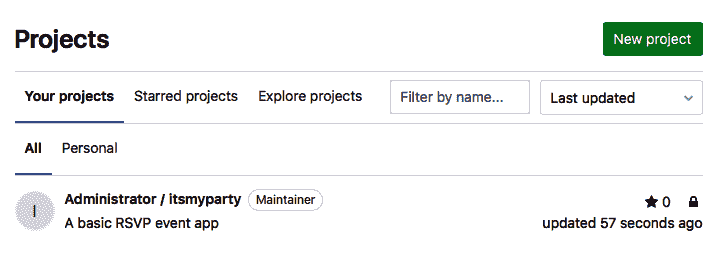 Projects
New project
Your projects Starred projects Explore projects Filter by name... Last updated
All Personal
I Administrator / itsmyparty Maintainer 0
A basic RSVP event app updated 57 seconds ago